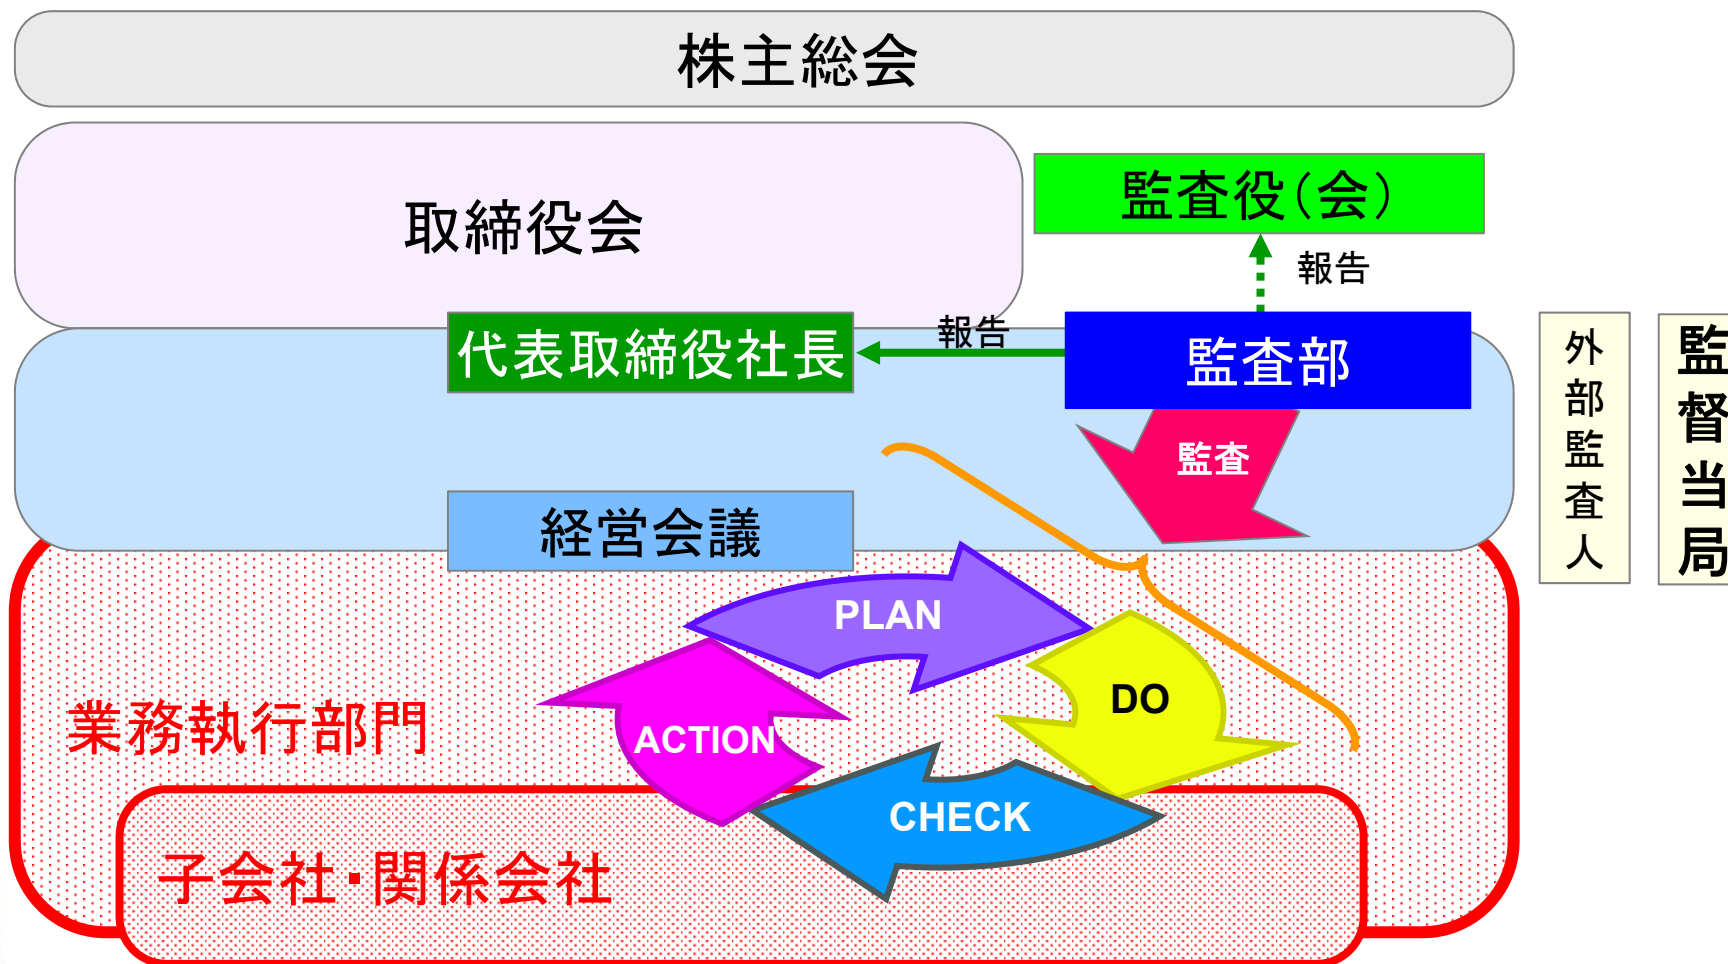 株主総会
取締役会
監査役（会）
報告
代表取締役社長
報告
監査部
監査
経営会議
外部監査人
監督当局
PLAN
DO
CHECK
ACTION
業務執行部門
子会社・関係会社